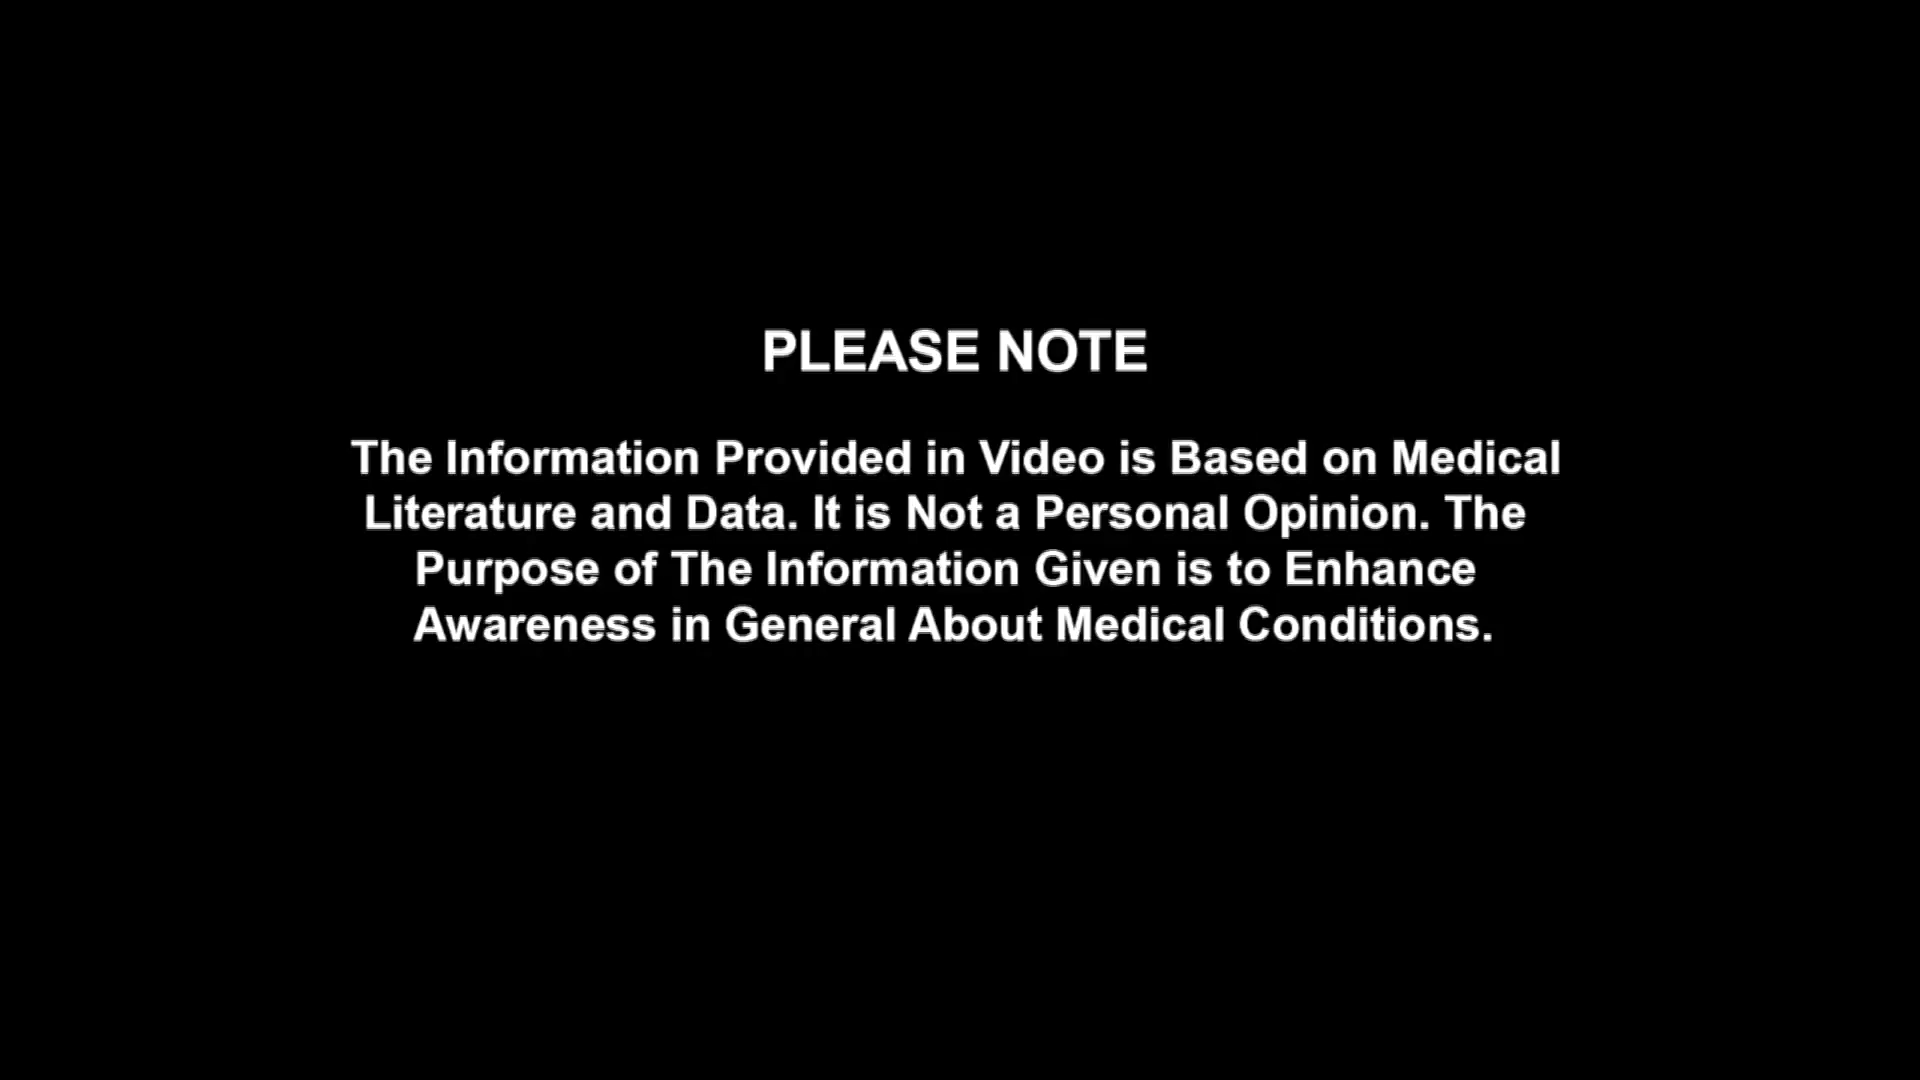 PLEASE NOTE
The Information Provided in Video is Based on Medical
Literature and Data. It is Not a Personal Opinion. The
Purpose of The Information Given is to Enhance
Awareness in General About Medical Conditions.